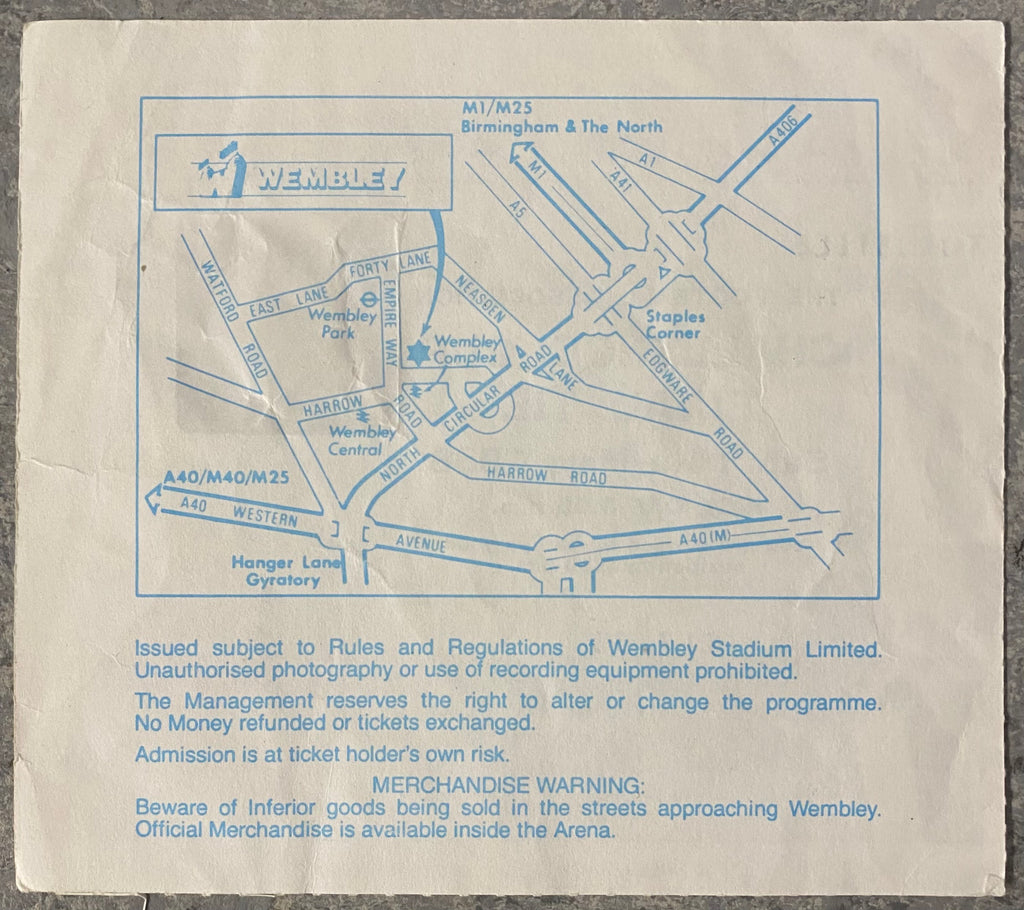 M1/M25
Birmingham & The North
WEMBLEY
M1
A1
A406
A41
A5
WATFORD ROAD
EAST LANE
FORTY LANE
EMPIRE WAY
NEASDEN LANE
Wembley
Park
Wembley
Complex
Staples
Corner
EDGWARE ROAD
HARROW ROAD
Wembley
Central
NORTH CIRCULAR ROAD
HARROW ROAD
A40/M40/M25
A40 WESTERN AVENUE
A40(M)
Hanger Lane
Gyratory
Issued subject to Rules and Regulations of Wembley Stadium Limited.
Unauthorised photography or use of recording equipment prohibited.
The Management reserves the right to alter or change the programme.
No Money refunded or tickets exchanged.
Admission is at ticket holder's own risk.
MERCHANDISE WARNING:
Beware of Inferior goods being sold in the streets approaching Wembley.
Official Merchandise is available inside the Arena.